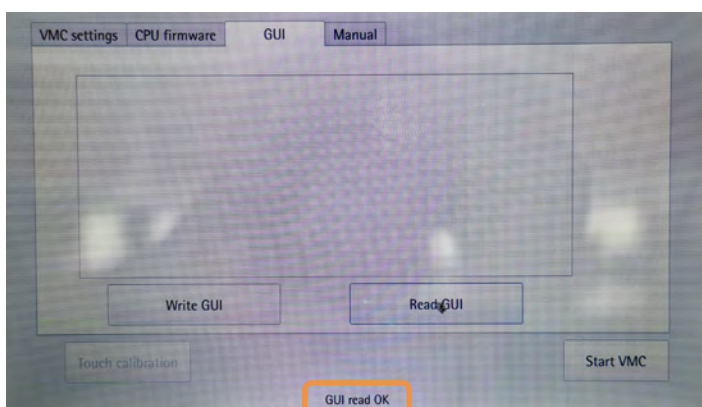 VMC settings CPU firmware GUI Manual
Write GUI Read GUI
Touch calibration Start VMC
GUI read OK